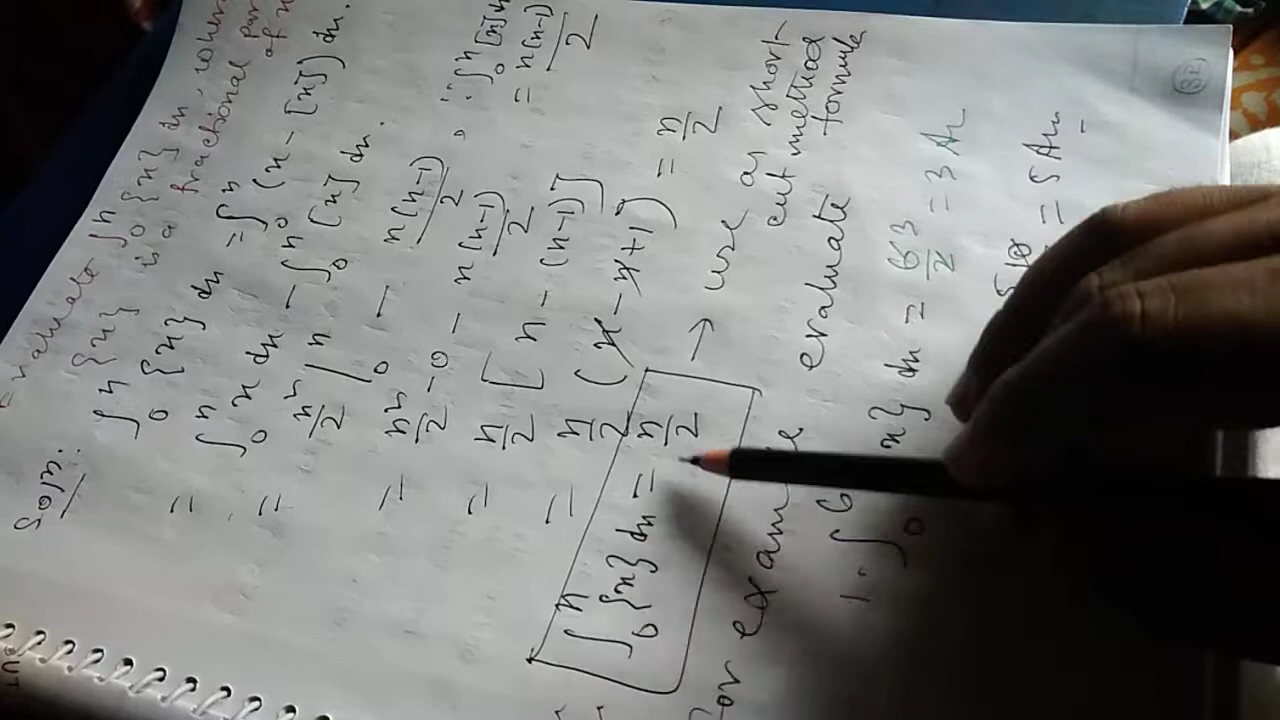 Evaluate ∫₀ⁿ {x} dx, where
{x} is a fractional part of x
Soln.
∫₀ⁿ {x} dx = ∫₀ⁿ (x - [x]) dx.
= ∫₀ⁿ x dx - ∫₀ⁿ [x] dx.
= x²/2 |₀ⁿ - n(n-1)/2, ∵ ∫₀ⁿ [x] dx = n(n-1)/2
= n²/2 - 0 - n(n-1)/2
= n/2 [n - (n-1)]
= n/2 (n - n + 1) = n/2
∫₀ⁿ {x} dx = n/2 → use as short
cut method
formula
For example evaluate
1. ∫₀⁶ {x} dx = 6 3/2 = 3 An
5 10 = 5 Ans